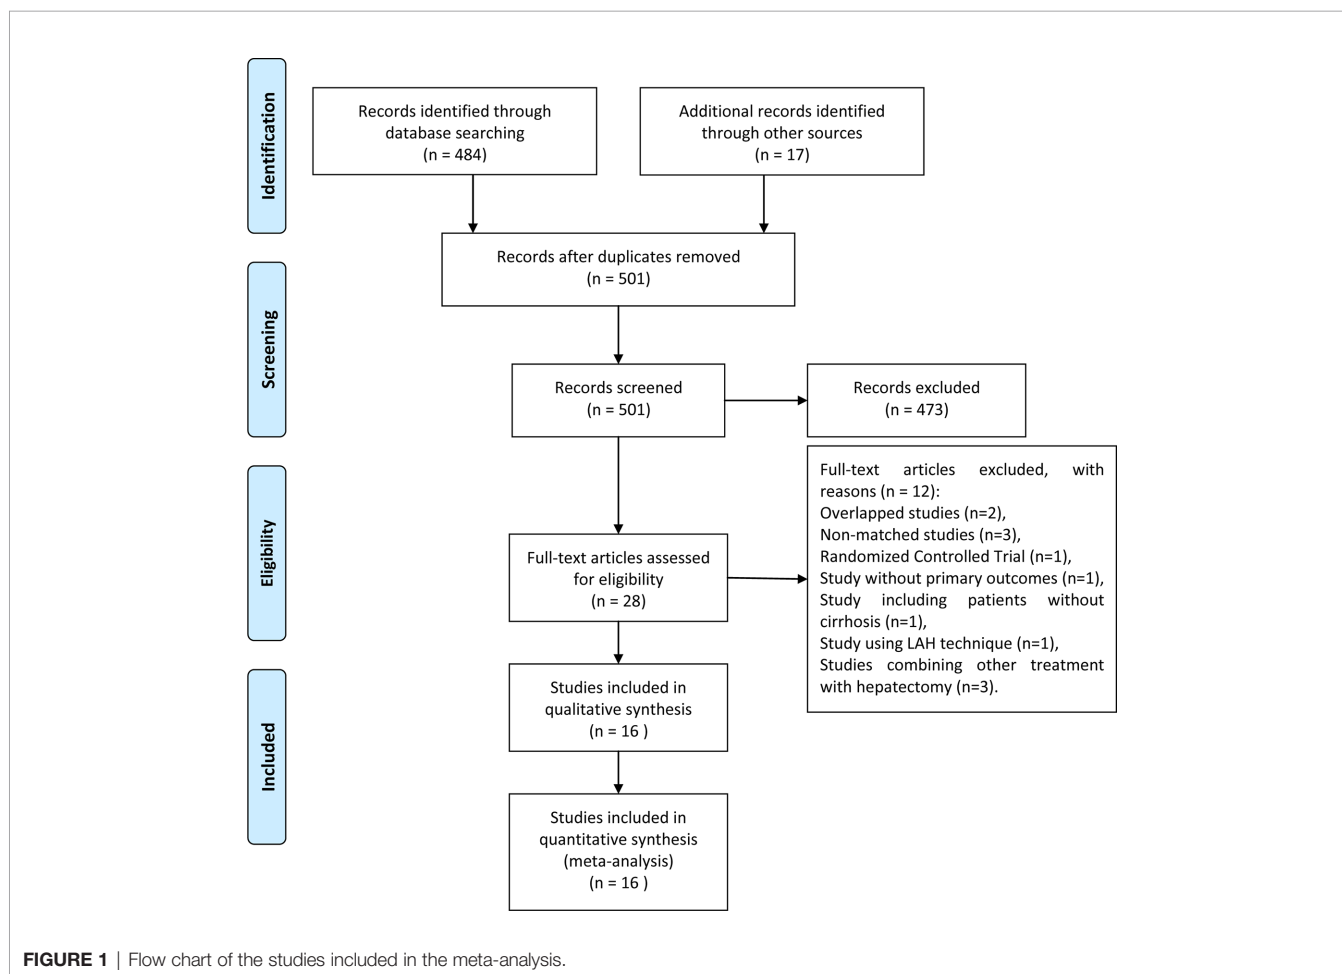 Identification
Records identified through
database searching
(n = 484)
Additional records identified
through other sources
(n = 17)
Records after duplicates removed
(n = 501)
Screening
Records screened
(n = 501)
Records excluded
(n = 473)
Eligibility
Full-text articles assessed
for eligibility
(n = 28)
Full-text articles excluded, with
reasons (n = 12):
Overlapped studies (n=2),
Non-matched studies (n=3),
Randomized Controlled Trial (n=1),
Study without primary outcomes (n=1),
Study including patients without
cirrhosis (n=1),
Study using LAH technique (n=1),
Studies combining other treatment
with hepatectomy (n=3).
Included
Studies included in
qualitative synthesis
(n = 16 )
Studies included in
quantitative synthesis
(meta-analysis)
(n = 16 )
FIGURE 1 | Flow chart of the studies included in the meta-analysis.